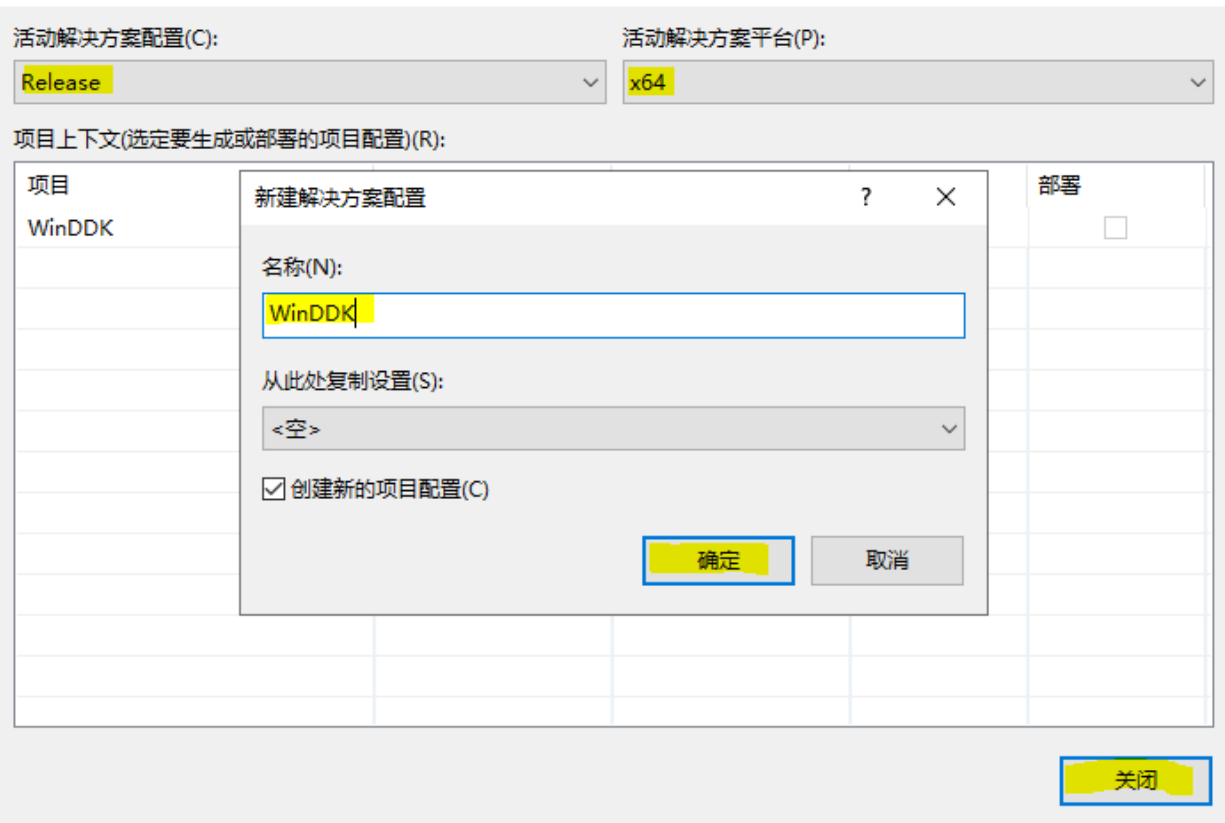 活动解决方案配置(C):
活动解决方案平台(P):
Release
x64
项目上下文(选定要生成或部署的项目配置)(R):
项目
部署
WinDDK
新建解决方案配置
?
名称(N):
WinDDK
从此处复制设置(S):
<空>
创建新的项目配置(C)
确定
取消
关闭